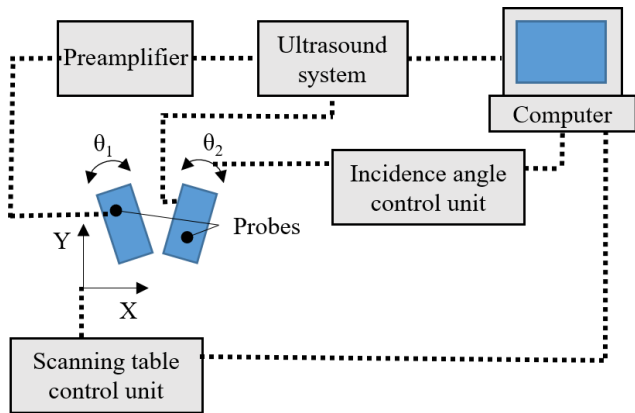 Preamplifier
Ultrasound
system
Computer
θ1
θ2
Incidence angle
control unit
Probes
Y
X
Scanning table
control unit